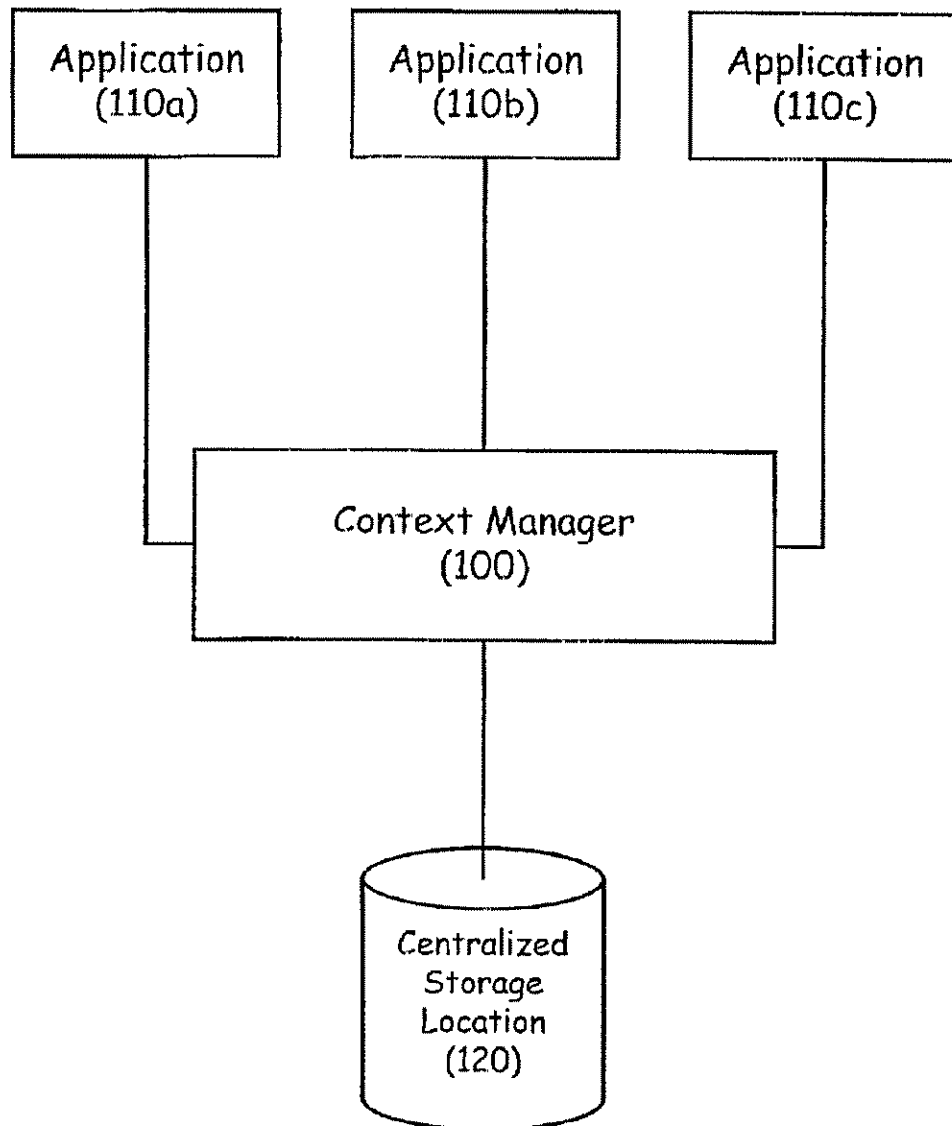 Application
(110a)
Application
(110b)
Application
(110c)
Context Manager
(100)
Centralized
Storage
Location
(120)